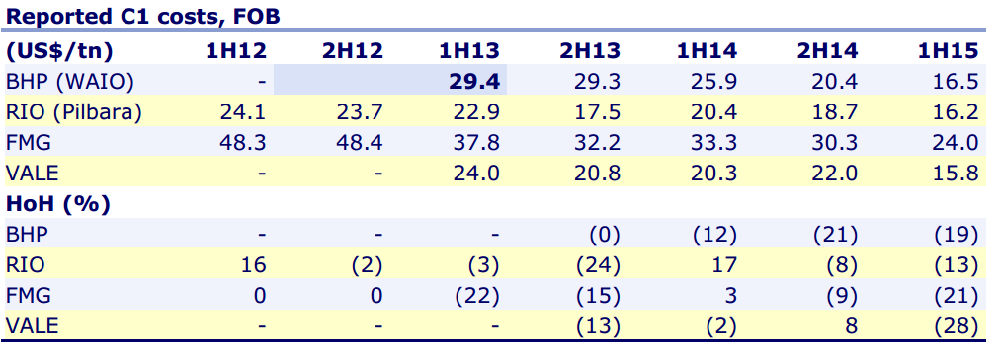 Reported C1 costs, FOB
(US$/tn) 1H12 2H12 1H13 2H13 1H14 2H14 1H15
BHP (WAIO) - 29.4 29.3 25.9 20.4 16.5
RIO (Pilbara) 24.1 23.7 22.9 17.5 20.4 18.7 16.2
FMG 48.3 48.4 37.8 32.2 33.3 30.3 24.0
VALE - - 24.0 20.8 20.3 22.0 15.8
HoH (%)
BHP - - - (0) (12) (21) (19)
RIO 16 (2) (3) (24) 17 (8) (13)
FMG 0 0 (22) (15) 3 (9) (21)
VALE - - - (13) (2) 8 (28)